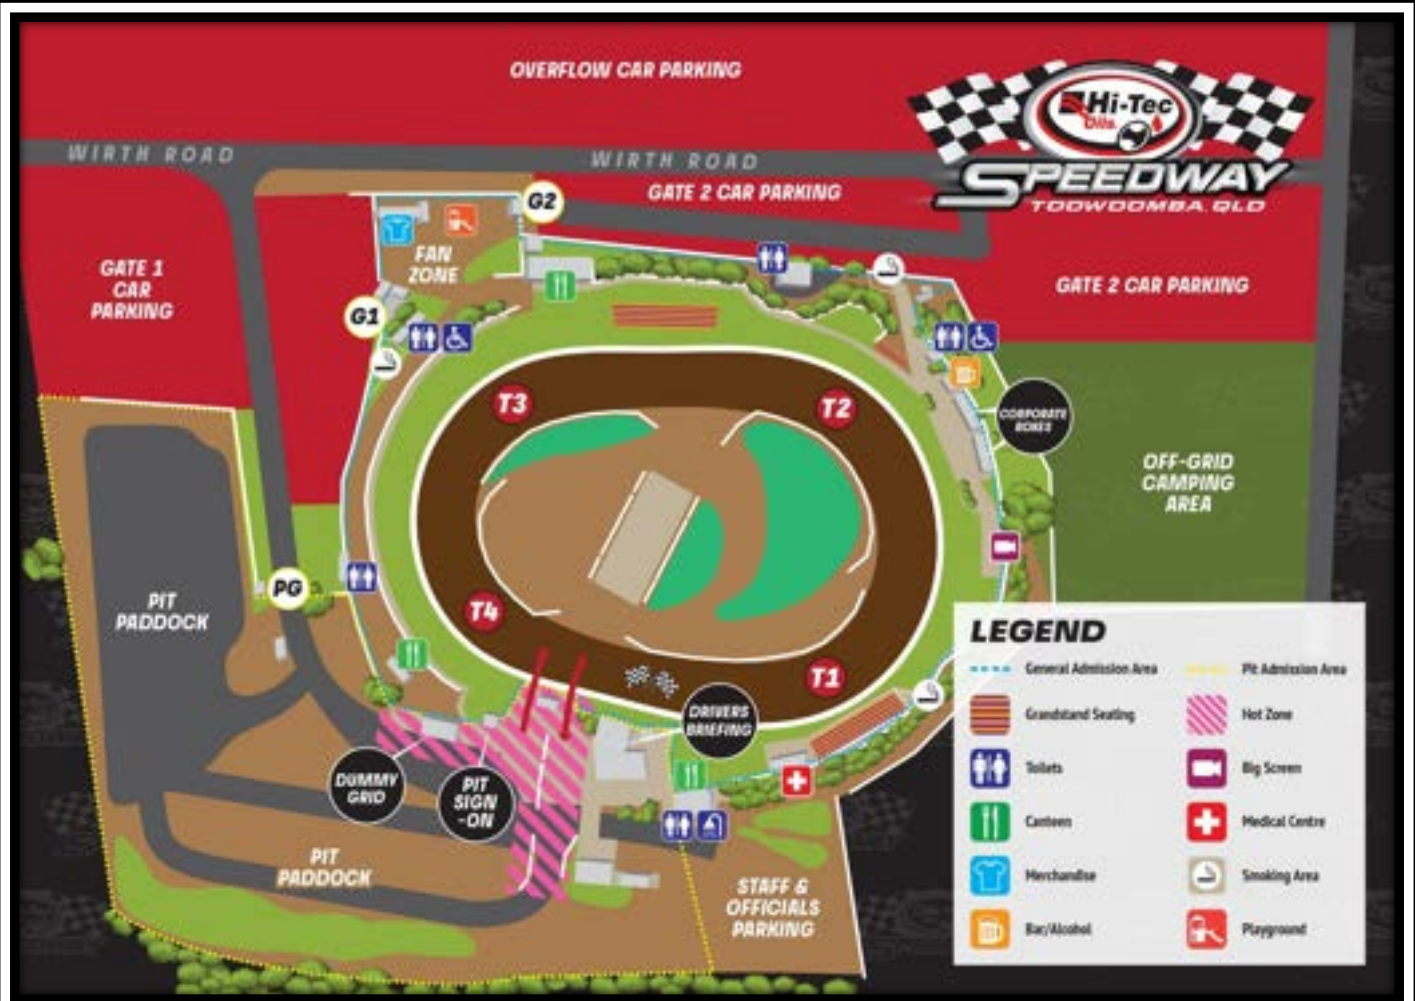 OVERFLOW CAR PARKING
Hi-Tec
Oils
SPEEDWAY
TOOWOOMBA QLD
WIRTH ROAD
WIRTH ROAD
GATE 2 CAR PARKING
G2
FAN
ZONE
GATE 1
CAR
PARKING
GATE 2 CAR PARKING
G1
T3
T2
CORPORATE
BOXES
OFF-GRID
CAMPING
AREA
PG
PIT
PADDOCK
T4
T1
DRIVERS
BRIEFING
DUMMY
GRID
PIT
SIGN
-ON
PIT
PADDOCK
STAFF &
OFFICIALS
PARKING
LEGEND
General Admission Area
Pit Admission Area
Grandstand Seating
Hot Zone
Toilets
Big Screen
Canteen
Medical Centre
Merchandise
Smoking Area
Bar/Alcohol
Playground